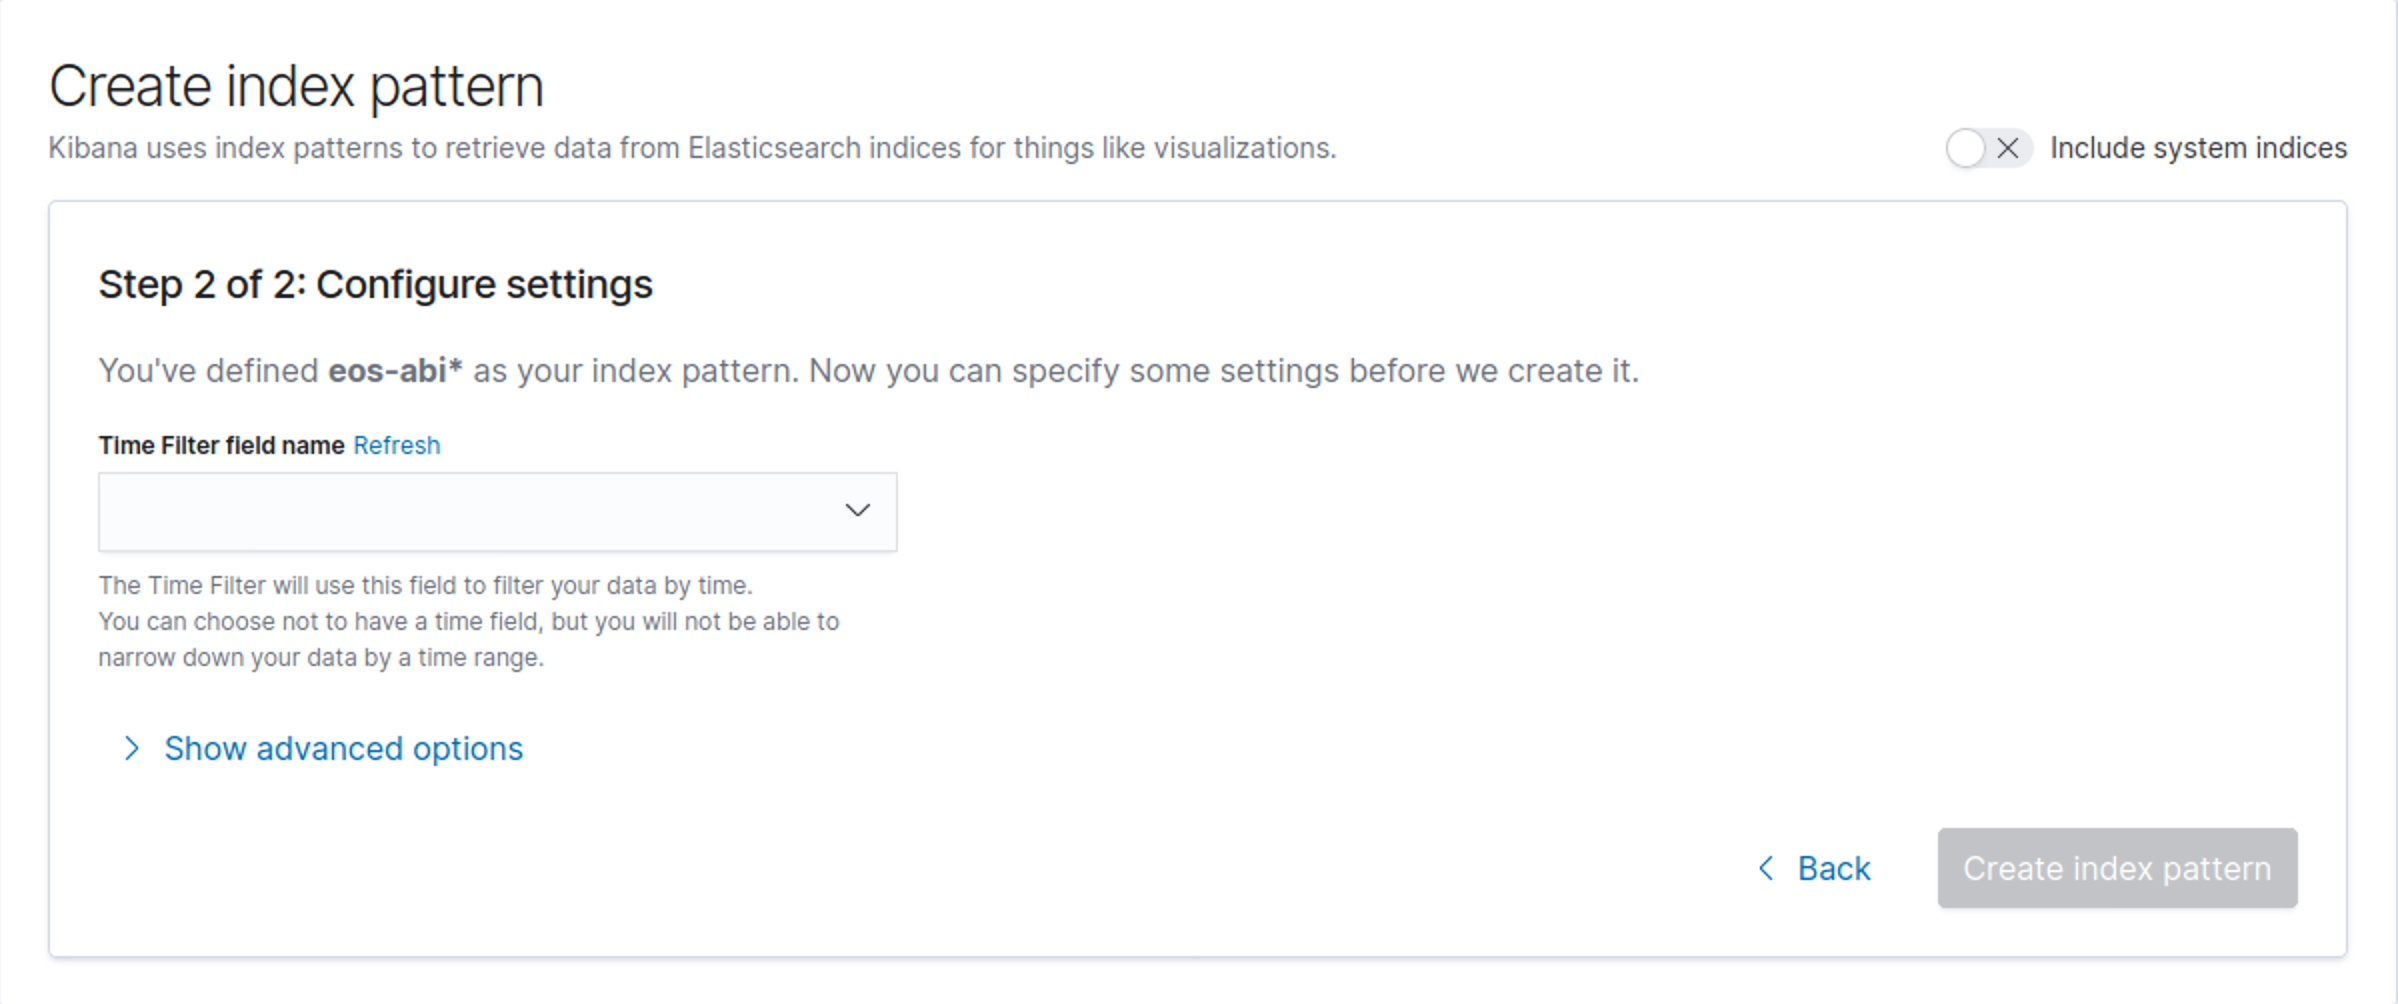 Create index pattern
Kibana uses index patterns to retrieve data from Elasticsearch indices for things like visualizations.
Include system indices
Step 2 of 2: Configure settings
You've defined eos-abi* as your index pattern. Now you can specify some settings before we create it.
Time Filter field name Refresh
The Time Filter will use this field to filter your data by time.
You can choose not to have a time field, but you will not be able to
narrow down your data by a time range.
Show advanced options
Back
Create index pattern